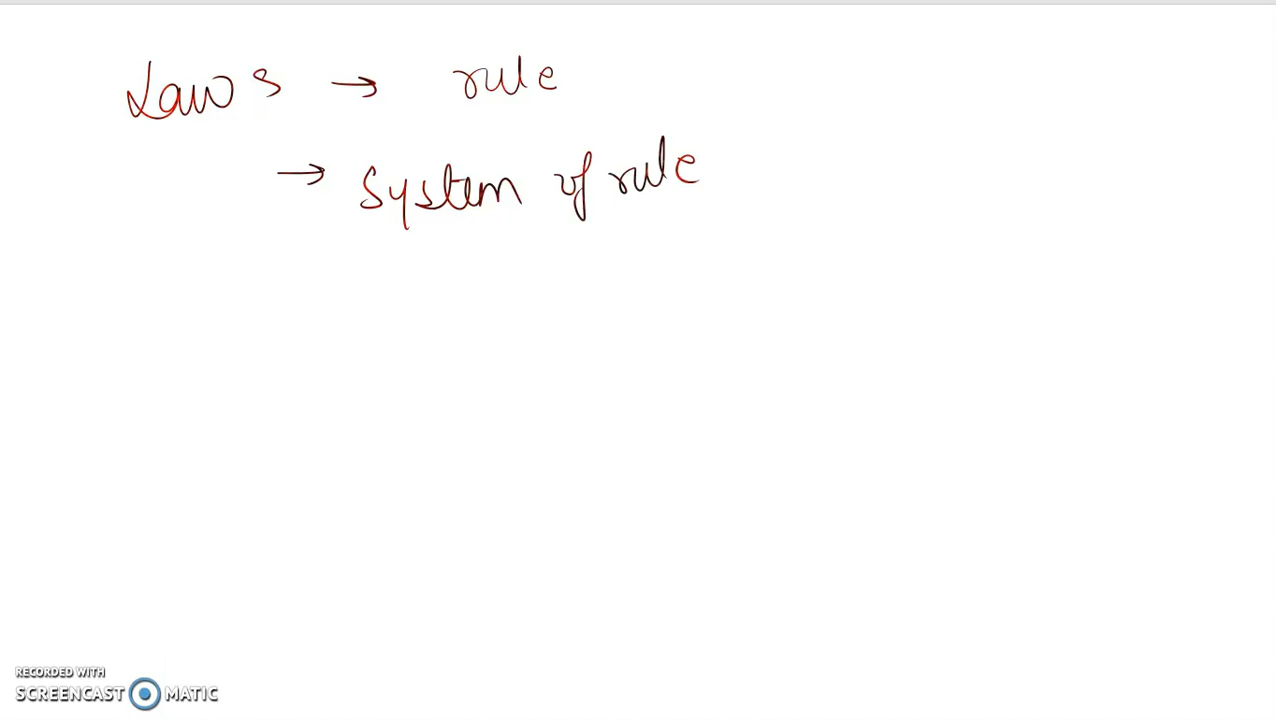 Laws → rule
→ System of rule
RECORDED WITH
SCREENCAST MATIC